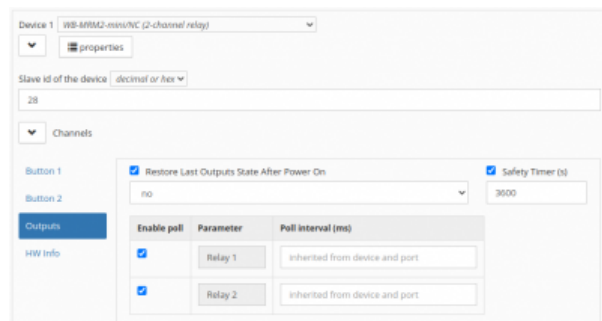 Device 1 WB-MRM2-mini/NC (2-channel relay)
properties
Slave id of the device decimal or hex
28
Channels
Button 1
Button 2
Outputs
HW Info
Restore Last Outputs State After Power On
no
Safety Timer (s)
3600
Enable poll Parameter Poll interval (ms)
Relay 1 inherited from device and port
Relay 2 inherited from device and port